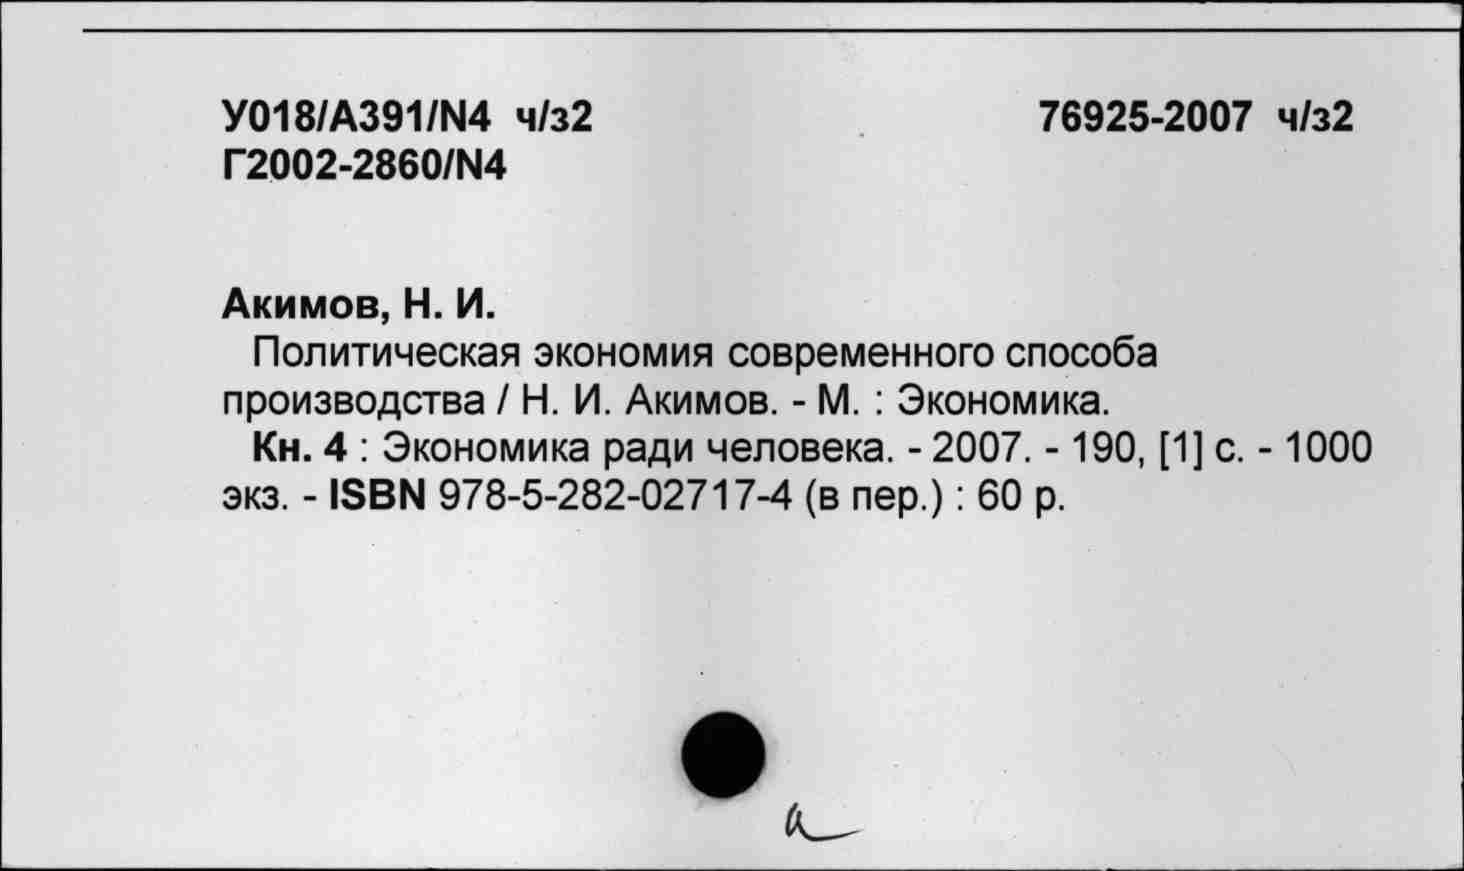 У018/А391/N4 ч/з2 76925-2007 ч/з2
Г2002-2860/N4
Акимов, Н. И.
Политическая экономия современного способа
производства / Н. И. Акимов. - М. : Экономика.
Кн. 4 : Экономика ради человека. - 2007. - 190, [1] с. - 1000
экз. - ISBN 978-5-282-02717-4 (в пер.) : 60 р.